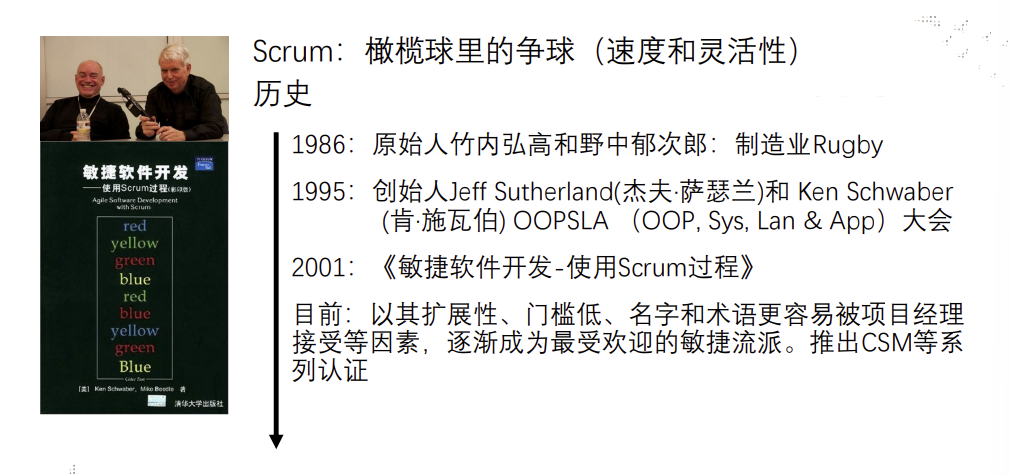 Scrum：橄榄球里的争球（速度和灵活性）
历史
1986：原始人竹内弘高和野中郁次郎：制造业Rugby
1995：创始人Jeff Sutherland(杰夫·萨瑟兰)和 Ken Schwaber
(肯·施瓦伯) OOPSLA （OOP, Sys, Lan & App）大会
2001：《敏捷软件开发-使用Scrum过程》
目前：以其扩展性、门槛低、名字和术语更容易被项目经理
接受等因素，逐渐成为最受欢迎的敏捷流派。推出CSM等系
列认证
敏捷软件开发
——使用Scrum过程(影印版)
Agile Software Development
with Scrum
red
yellow
green
blue
red
blue
yellow
green
Blue
[美] Ken Schwaber, Mike Beedle 著
清华大学出版社